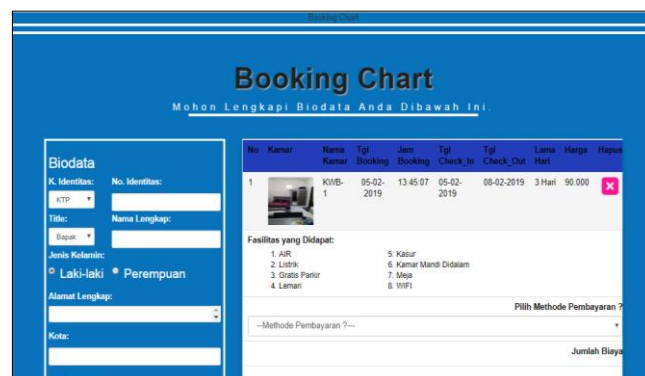 Booking Chart
Booking Chart
Mohon Lengkapi Biodata Anda Dibawah Ini.
Biodata
K. Identitas: No. Identitas:
KTP
Title: Nama Lengkap:
Bapak
Jenis Kelamin:
Laki-laki Perempuan
Alamat Lengkap:
Kota:
No Kamar Nama Kamar Tgl Booking Jam Booking Tgl Check_In Tgl Check_Out Lama Hari Harga Hapus
1 KWB-1 05-02-2019 13:45:07 05-02-2019 08-02-2019 3 Hari 90.000 X
Fasilitas yang Didapat:
1. AIR
2. Listrik
3. Gratis Parkir
4. Lemari
5. Kasur
6. Kamar Mandi Didalam
7. Meja
8. WIFI
Pilih Methode Pembayaran ?
--Methode Pembayaran ?---
Jumlah Biaya